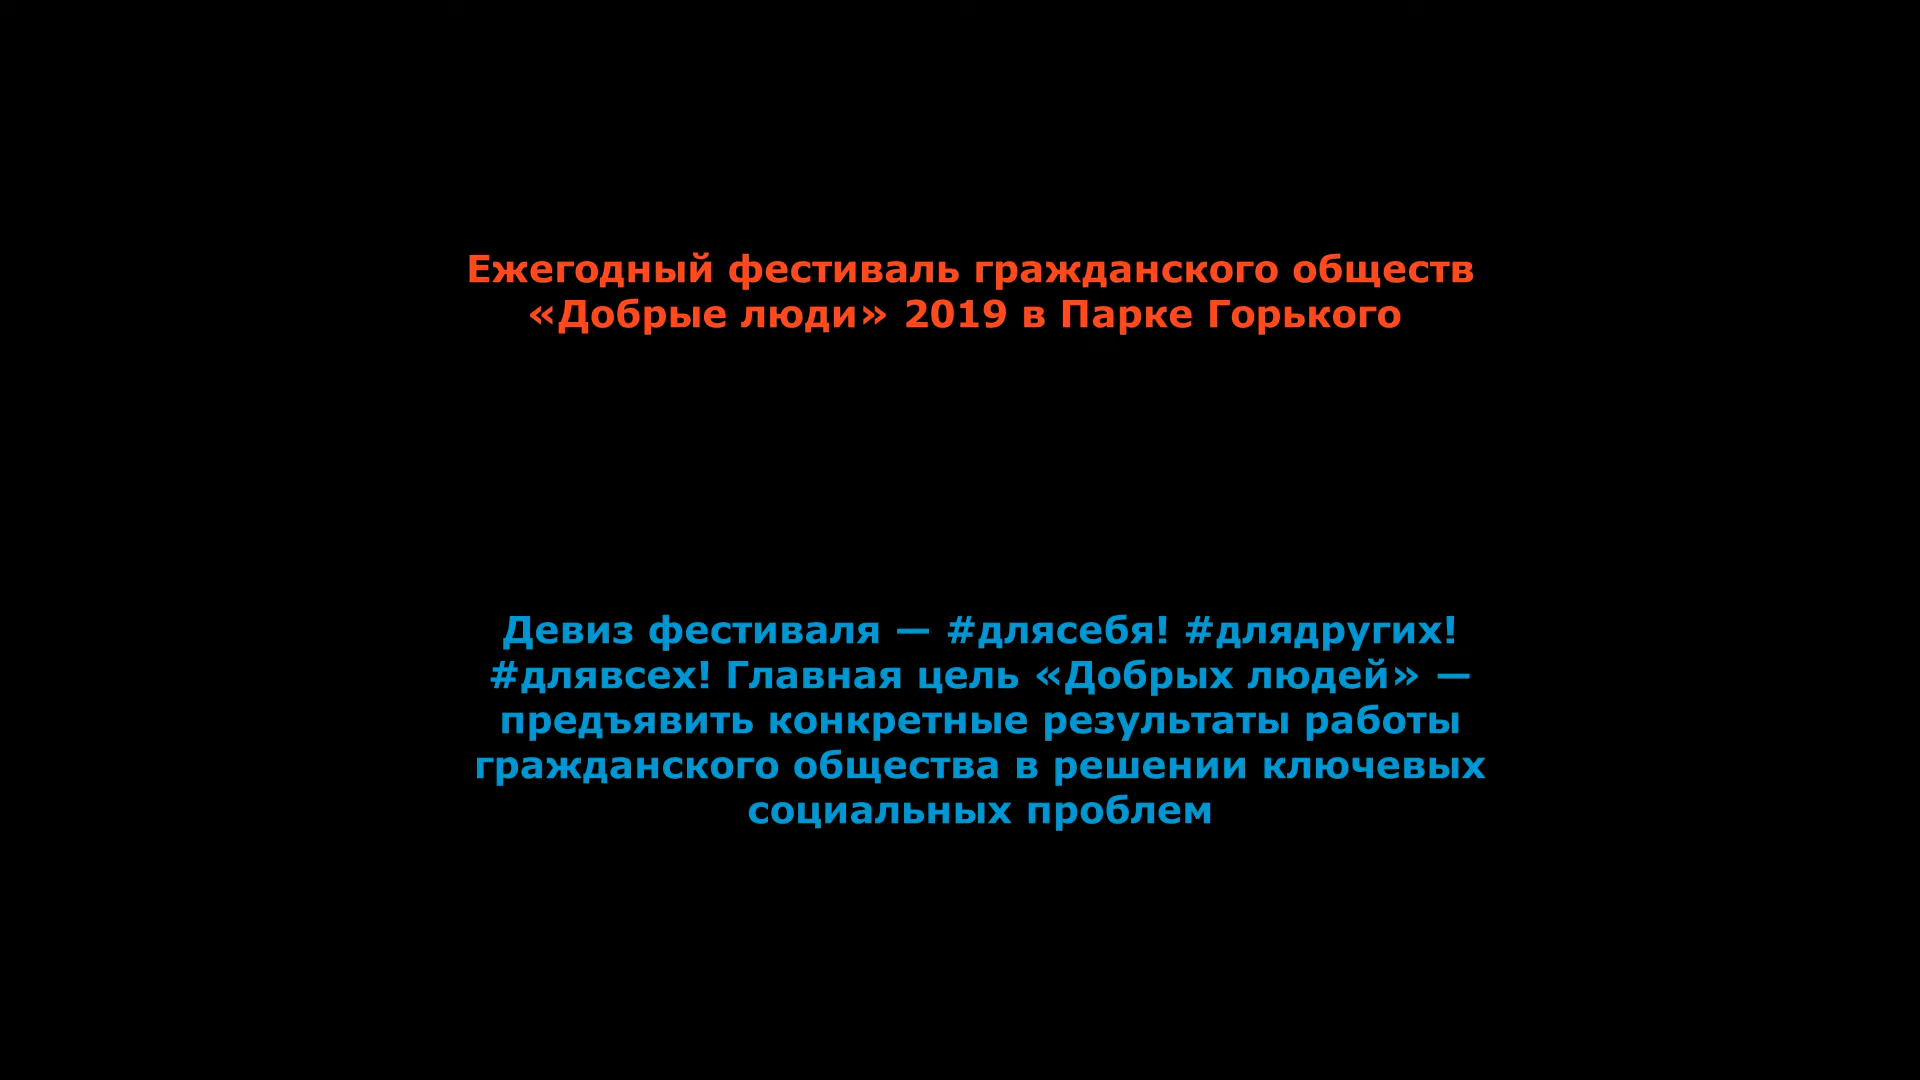 Ежегодный фестиваль гражданского обществ
«Добрые люди» 2019 в Парке Горького
Девиз фестиваля — #длясебя! #длядругих!
#длявсех! Главная цель «Добрых людей» —
предъявить конкретные результаты работы
гражданского общества в решении ключевых
социальных проблем